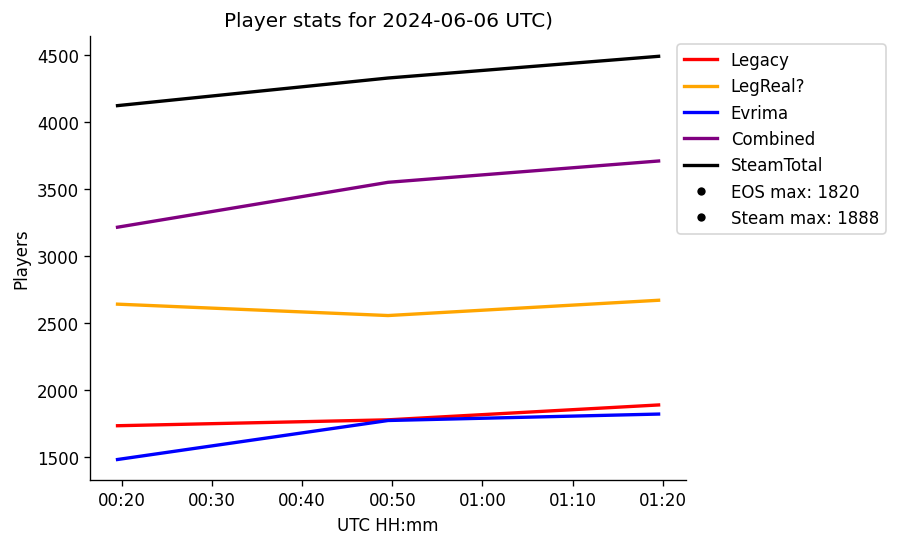 Player stats for 2024-06-06 UTC)
4500
4000
3500
3000
2500
2000
1500
Players
00:20 00:30 00:40 00:50 01:00 01:10 01:20
UTC HH:mm
Legacy
LegReal?
Evrima
Combined
SteamTotal
EOS max: 1820
Steam max: 1888